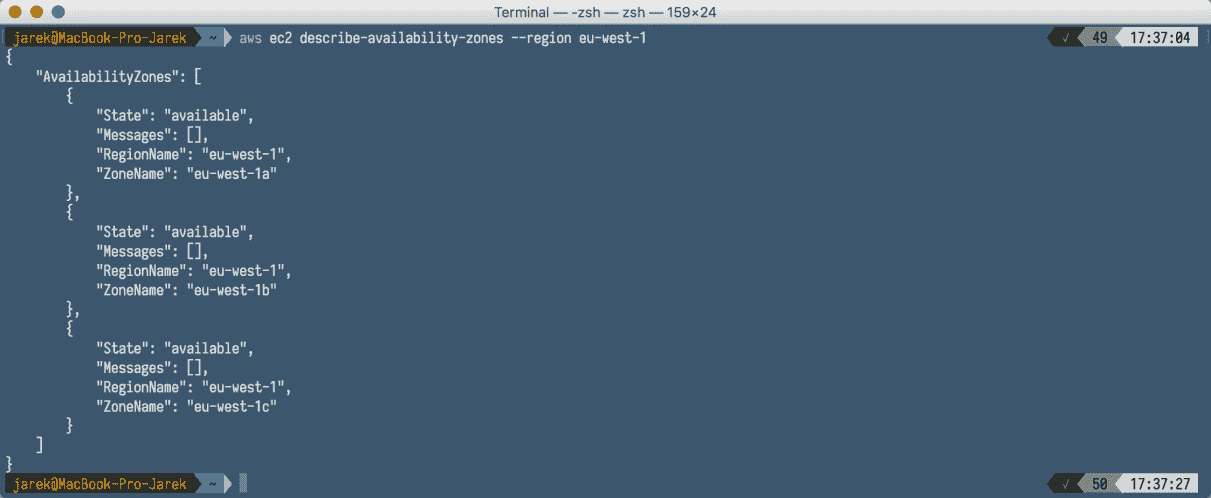 Terminal — -zsh — zsh — 159×24
jarek@MacBook-Pro-Jarek ~ aws ec2 describe-availability-zones --region eu-west-1 ✓ 49 17:37:04
{
    "AvailabilityZones": [
        {
            "State": "available",
            "Messages": [],
            "RegionName": "eu-west-1",
            "ZoneName": "eu-west-1a"
        },
        {
            "State": "available",
            "Messages": [],
            "RegionName": "eu-west-1",
            "ZoneName": "eu-west-1b"
        },
        {
            "State": "available",
            "Messages": [],
            "RegionName": "eu-west-1",
            "ZoneName": "eu-west-1c"
        }
    ]
}
jarek@MacBook-Pro-Jarek ~ ✓ 50 17:37:27